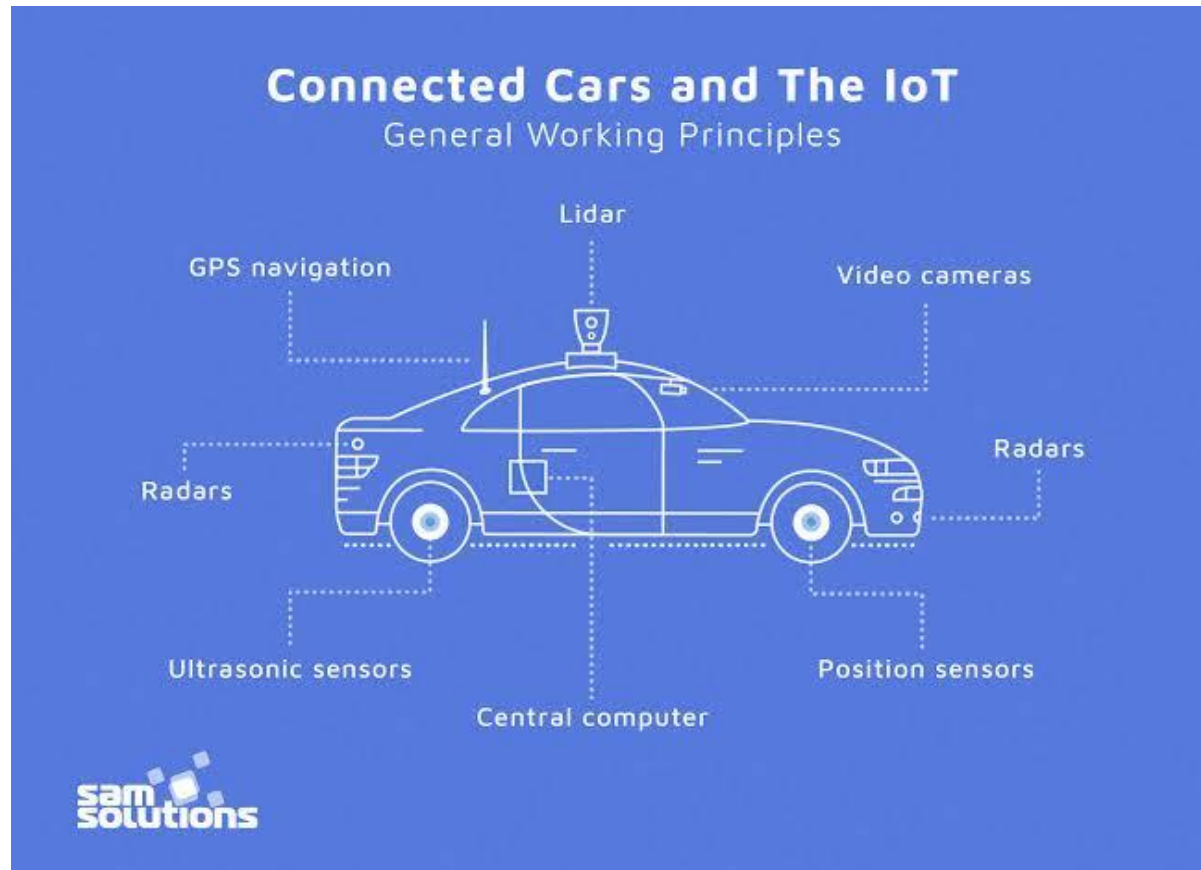 Connected Cars and The IoT
General Working Principles
Lidar
GPS navigation
Video cameras
Radars
Radars
Ultrasonic sensors
Position sensors
Central computer
sam
solutions